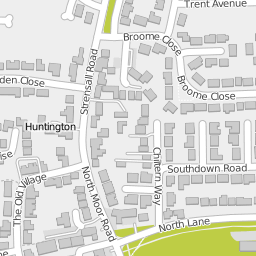 Trent Avenue
Broome Close
Strensall Road
den Close
Broome Close
Huntington
Chiltern Way
Southdown Road
The Old Village
North Moor Road
North Lane